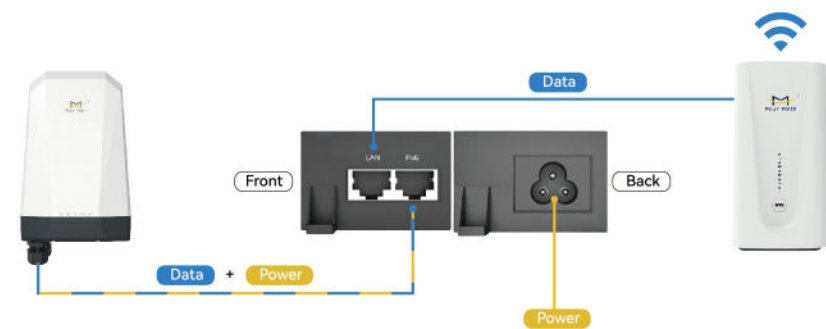 Data
LAN
PoE
Front
Back
Data + Power
Power